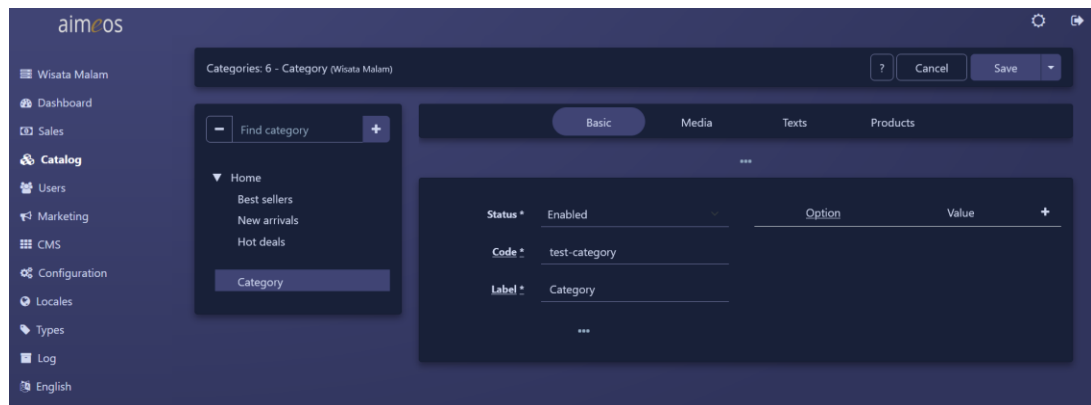 aimeos
Wisata Malam
Dashboard
Sales
Catalog
Users
Marketing
CMS
Configuration
Locales
Types
Log
English
Categories: 6 - Category (Wisata Malam)
?
Cancel
Save
Find category
+
Home
Best sellers
New arrivals
Hot deals
Category
Basic Media Texts Products
•••
Status * Enabled
Code * test-category
Label * Category
•••
Option Value +